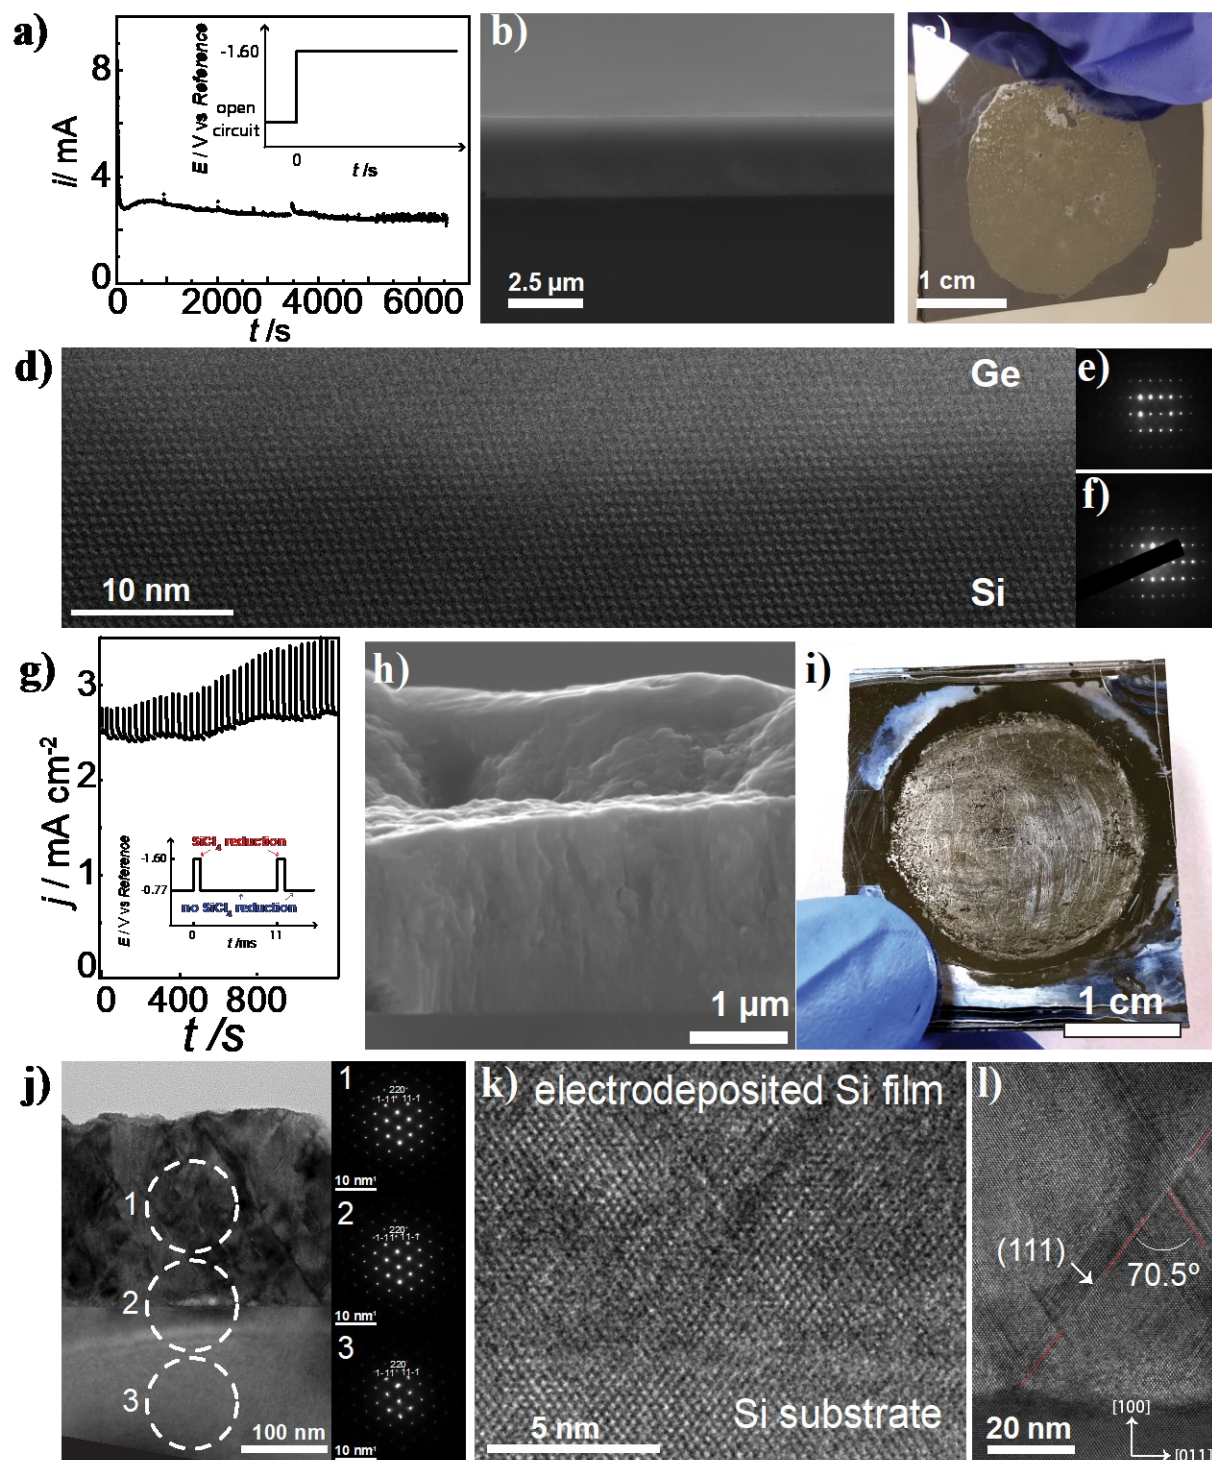 a)
8
4
0
i/ mA
0 2000 4000 6000
t /s
E / V vs Reference
-1.60
open
circuit
0
t /s
b)
2.5 µm
1 cm
d)
Ge
Si
10 nm
e)
f)
g)
3
2
1
0
j / mA cm-2
0 400 800
t /s
E / V vs Reference
SiCl4 reduction
-1.60
-0.77
no SiCl4 reduction
0 11
t /ms
h)
1 µm
i)
1 cm
j)
1
2
3
100 nm
1
220
1-11 11-1
10 nm-1
2
220
1-11 11-1
10 nm-1
3
220
1-11 11-1
10 nm-1
k)
electrodeposited Si film
Si substrate
5 nm
l)
(111)
70.5º
[100]
[011]
20 nm